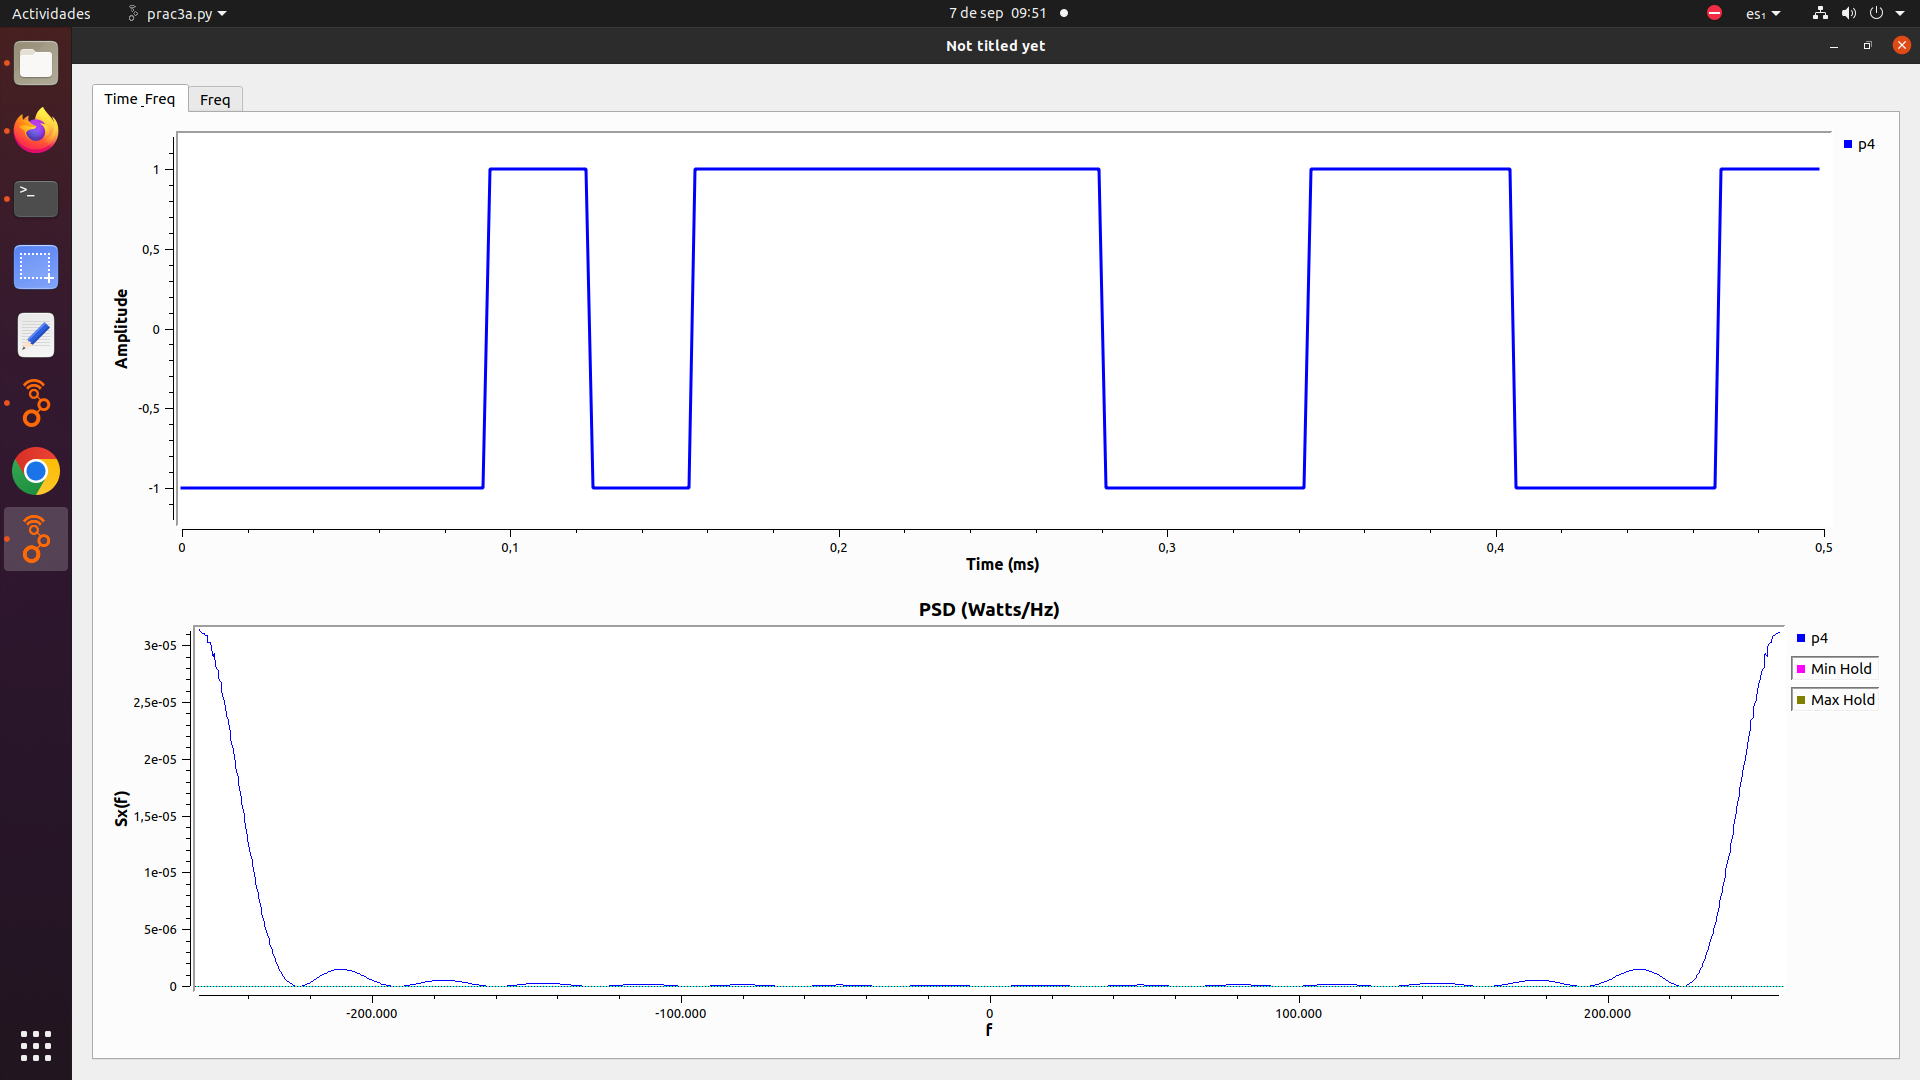 Actividades prac3a.py 7 de sep 09:51 es₁
Not titled yet
Time_Freq Freq
p4
1
0,5
0
-0,5
-1
Amplitude
0 0,1 0,2 0,3 0,4 0,5
Time (ms)
PSD (Watts/Hz)
p4
Min Hold
Max Hold
3e-05
2,5e-05
2e-05
1,5e-05
1e-05
5e-06
0
Sx(f)
-200.000 -100.000 0 100.000 200.000
f